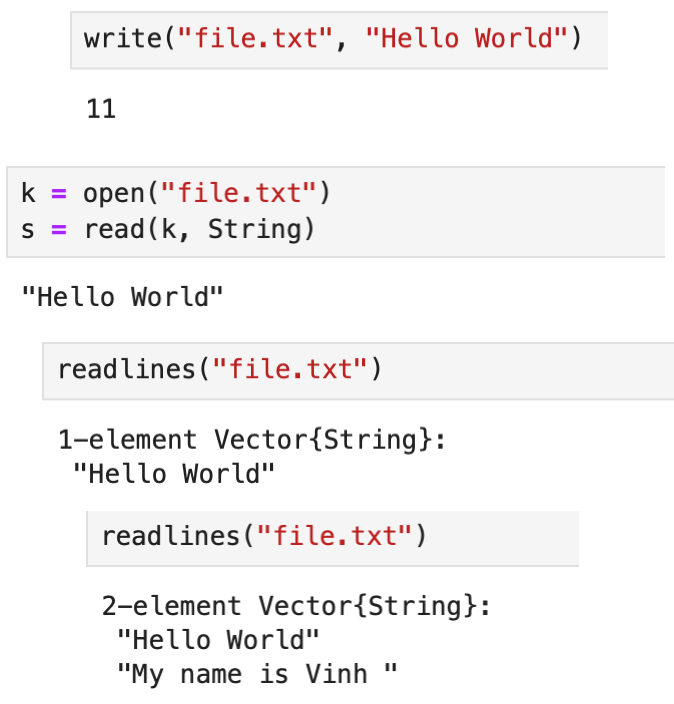 write("file.txt", "Hello World")
11
k = open("file.txt")
s = read(k, String)
"Hello World"
readlines("file.txt")
1-element Vector{String}:
"Hello World"
readlines("file.txt")
2-element Vector{String}:
"Hello World"
"My name is Vinh "